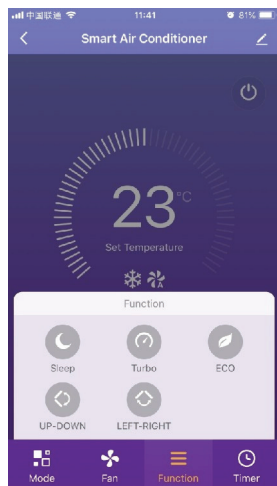 中国联通 11:41 81%
Smart Air Conditioner
23°C
Set Temperature
A
Function
Sleep Turbo ECO
UP-DOWN LEFT-RIGHT
Mode Fan Function Timer